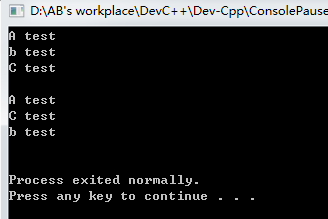 D:\AB's workplace\DevC++\Dev-Cpp\ConsolePause
A test
b test
C test
A test
C test
b test
Process exited normally.
Press any key to continue . . .